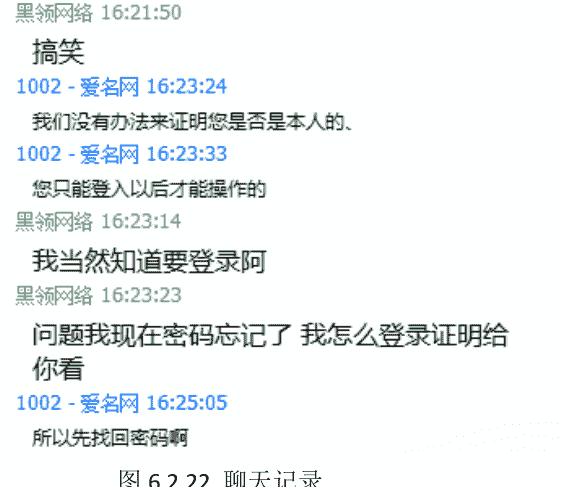 黑领网络 16:21:50
搞笑
1002 - 爱名网 16:23:24
我们没有办法来证明您是否是本人的、
1002 - 爱名网 16:23:33
您只能登入以后才能操作的
黑领网络 16:23:14
我当然知道要登录阿
黑领网络 16:23:23
问题我现在密码忘记了 我怎么登录证明给
你看
1002 - 爱名网 16:25:05
所以先找回密码啊
图 6.2.22 聊天记录